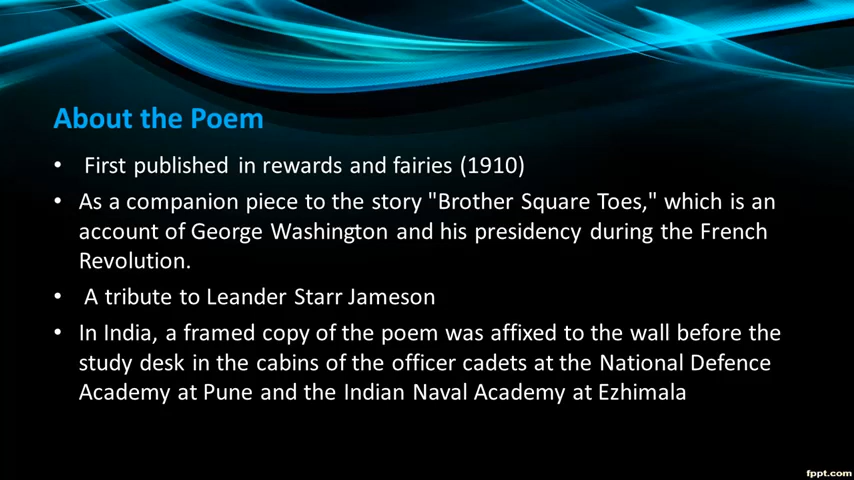 About the Poem
• First published in rewards and fairies (1910)
• As a companion piece to the story "Brother Square Toes," which is an
account of George Washington and his presidency during the French
Revolution.
• A tribute to Leander Starr Jameson
• In India, a framed copy of the poem was affixed to the wall before the
study desk in the cabins of the officer cadets at the National Defence
Academy at Pune and the Indian Naval Academy at Ezhimala
fppt.com